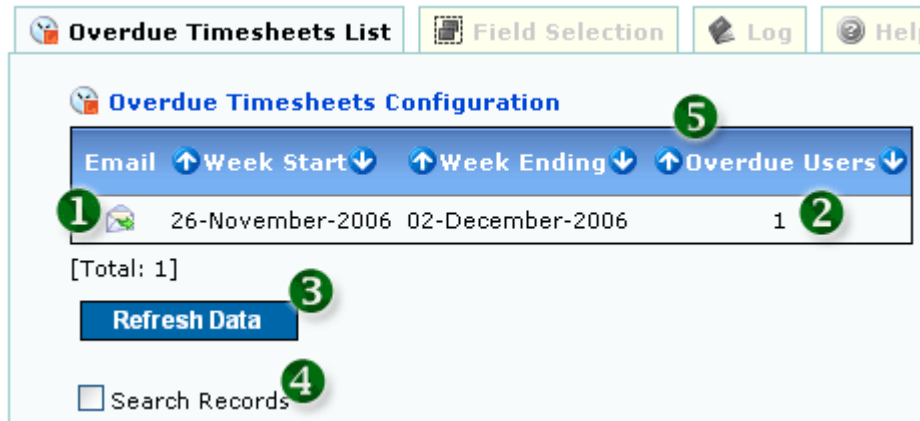 Overdue Timesheets List Field Selection Log Hel
Overdue Timesheets Configuration
5
Email Week Start Week Ending Overdue Users
1 26-November-2006 02-December-2006 1 2
[Total: 1]
3
Refresh Data
4
Search Records